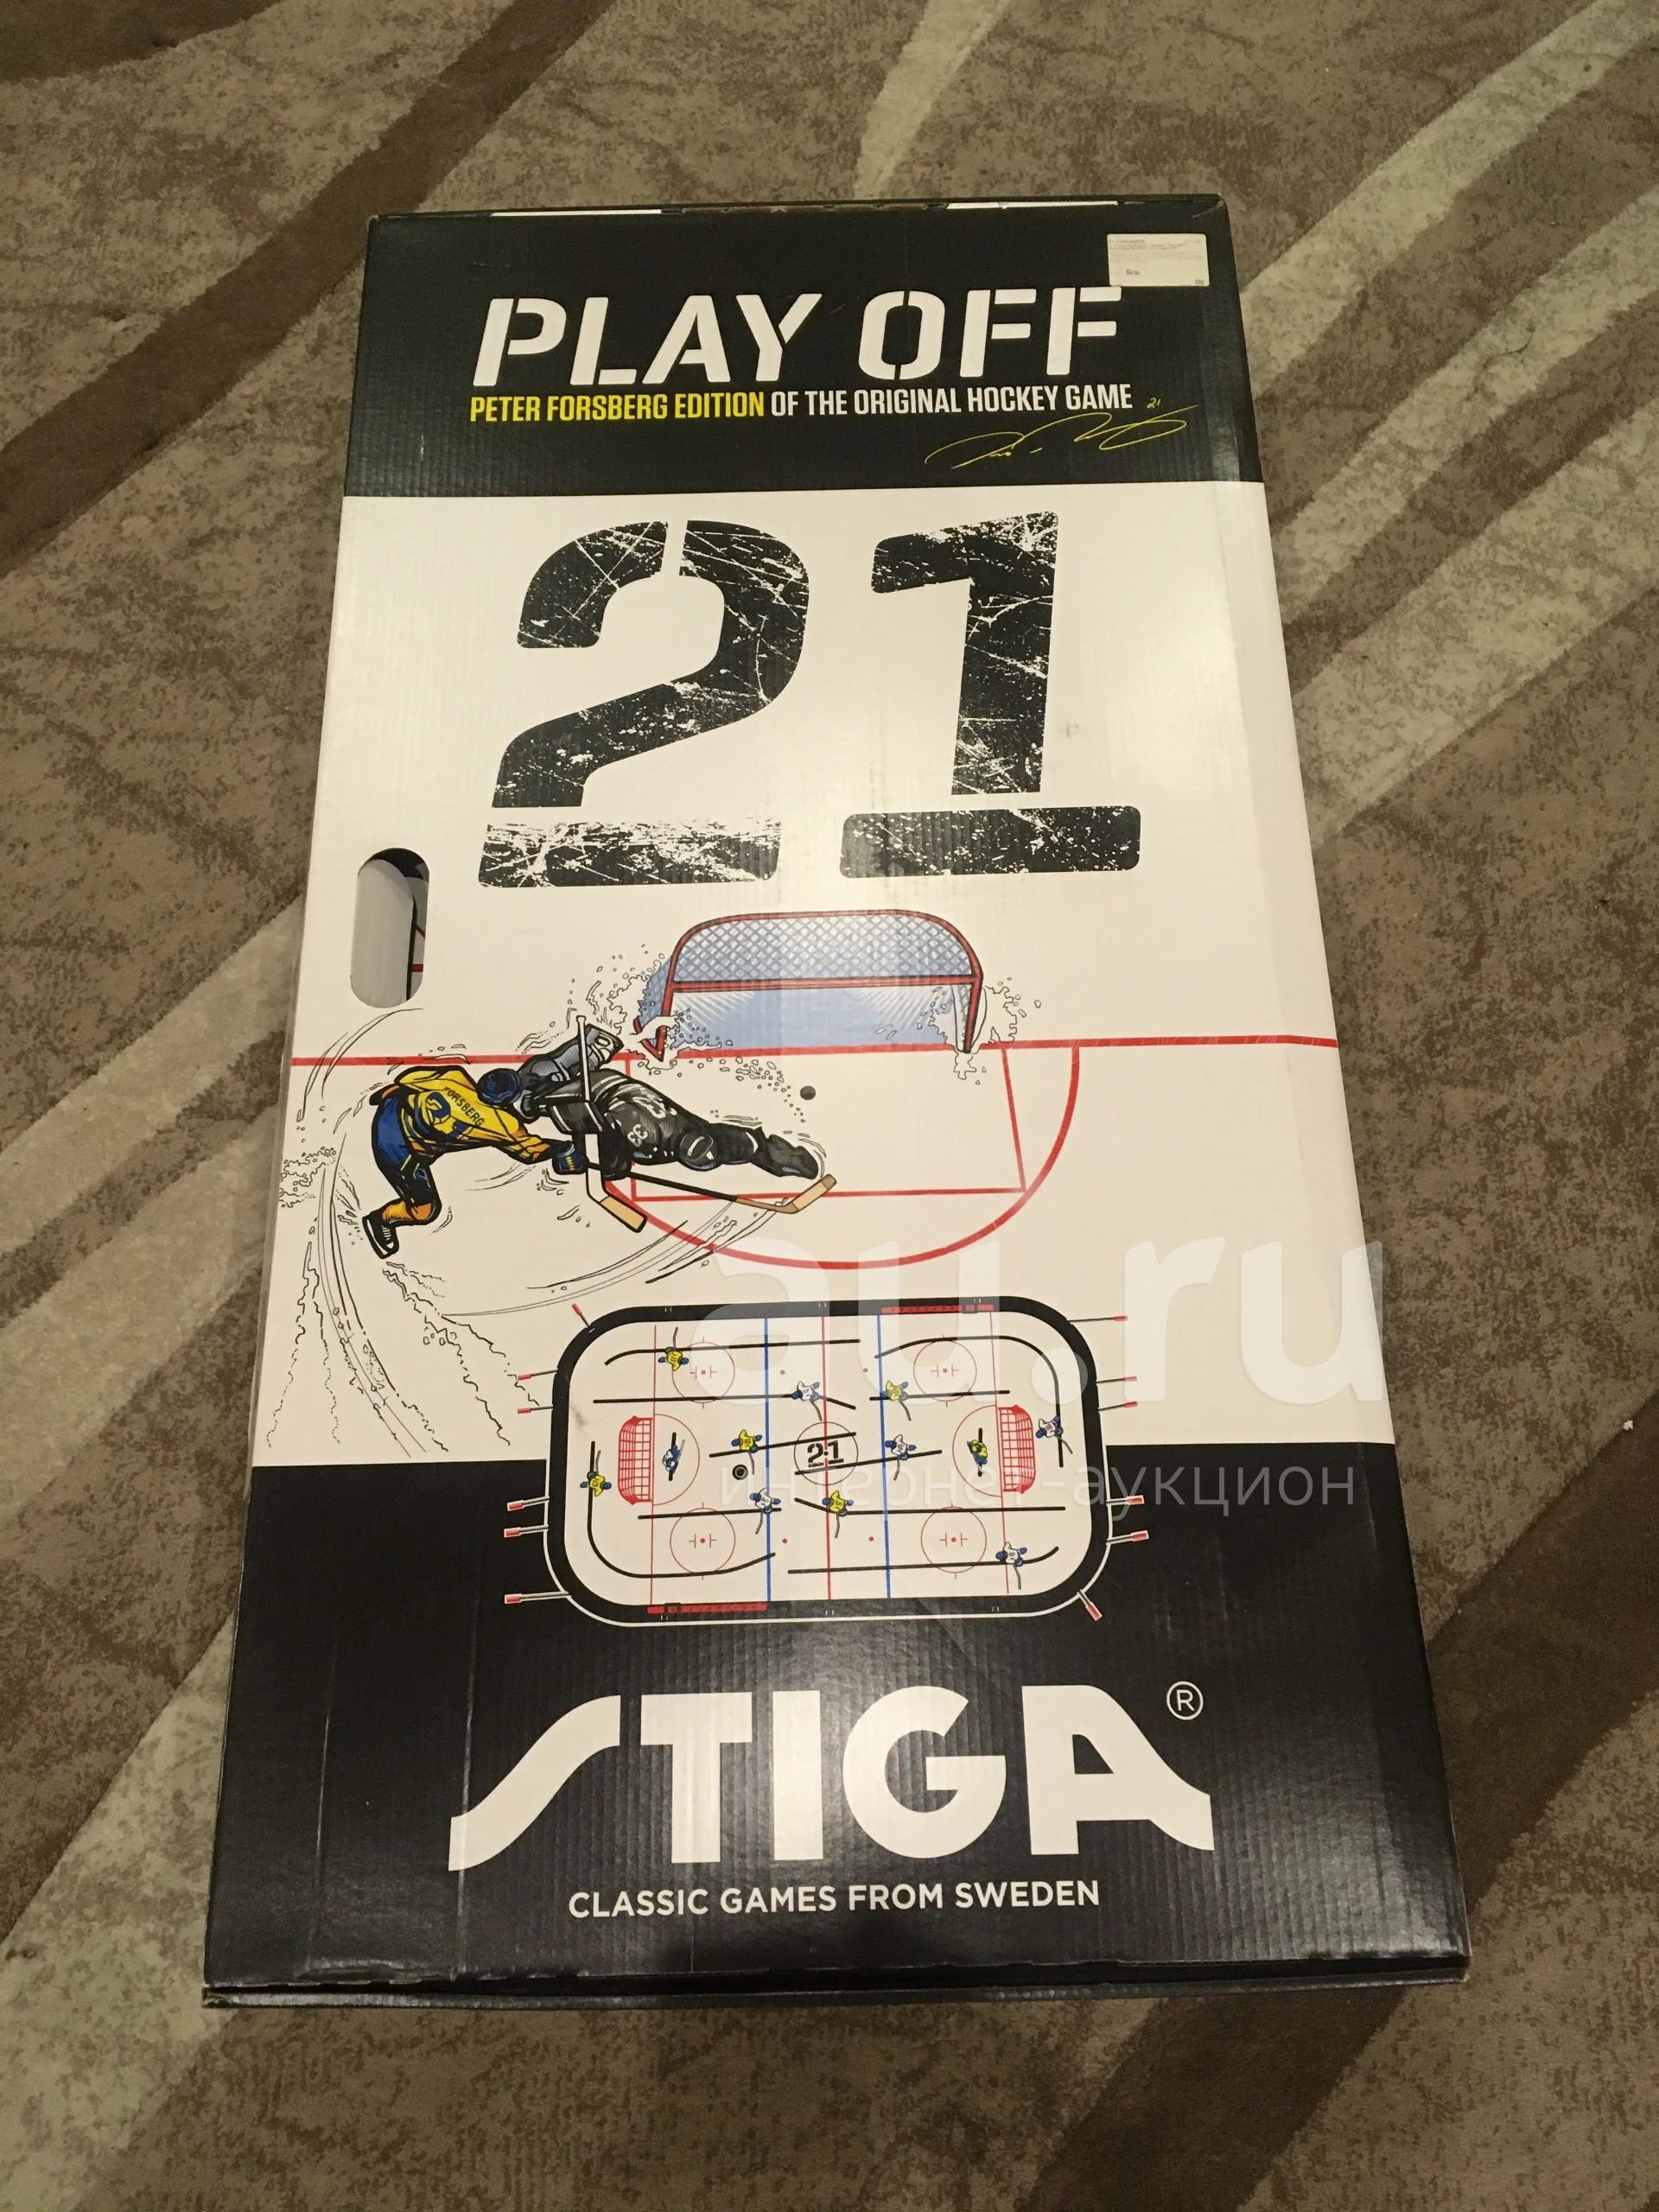 PLAY OFF
PETER FORSBERG EDITION OF THE ORIGINAL HOCKEY GAME
21
21
FORSBERG
33
21
au.ru
интернет-аукцион
STIGA®
CLASSIC GAMES FROM SWEDEN